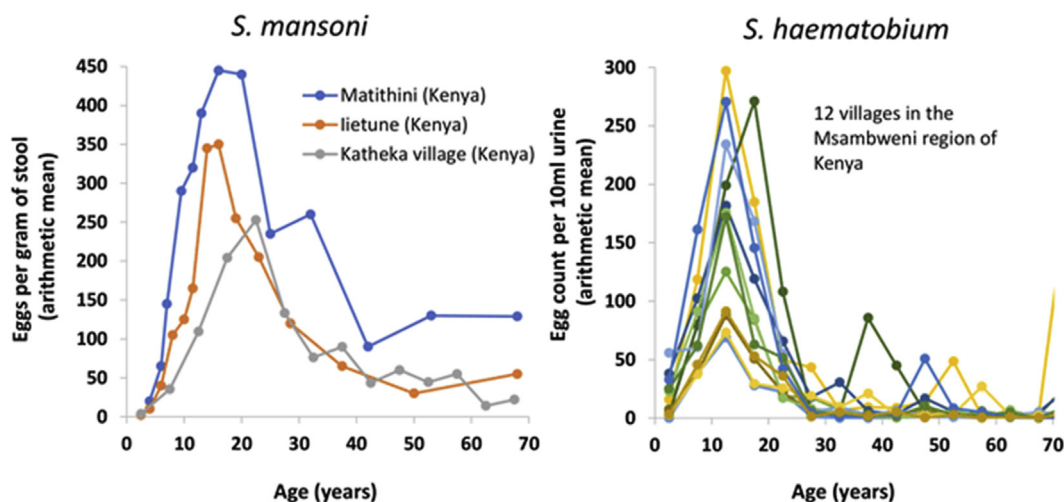 S. mansoni
Eggs per gram of stool
(arithmetic mean)
450
400
350
300
250
200
150
100
50
0
Matithini (Kenya)
lietune (Kenya)
Katheka village (Kenya)
0 10 20 30 40 50 60 70
Age (years)
S. haematobium
Egg count per 10ml urine
(arithmetic mean)
300
250
200
150
100
50
0
12 villages in the
Msambweni region of
Kenya
0 10 20 30 40 50 60 70
Age (years)